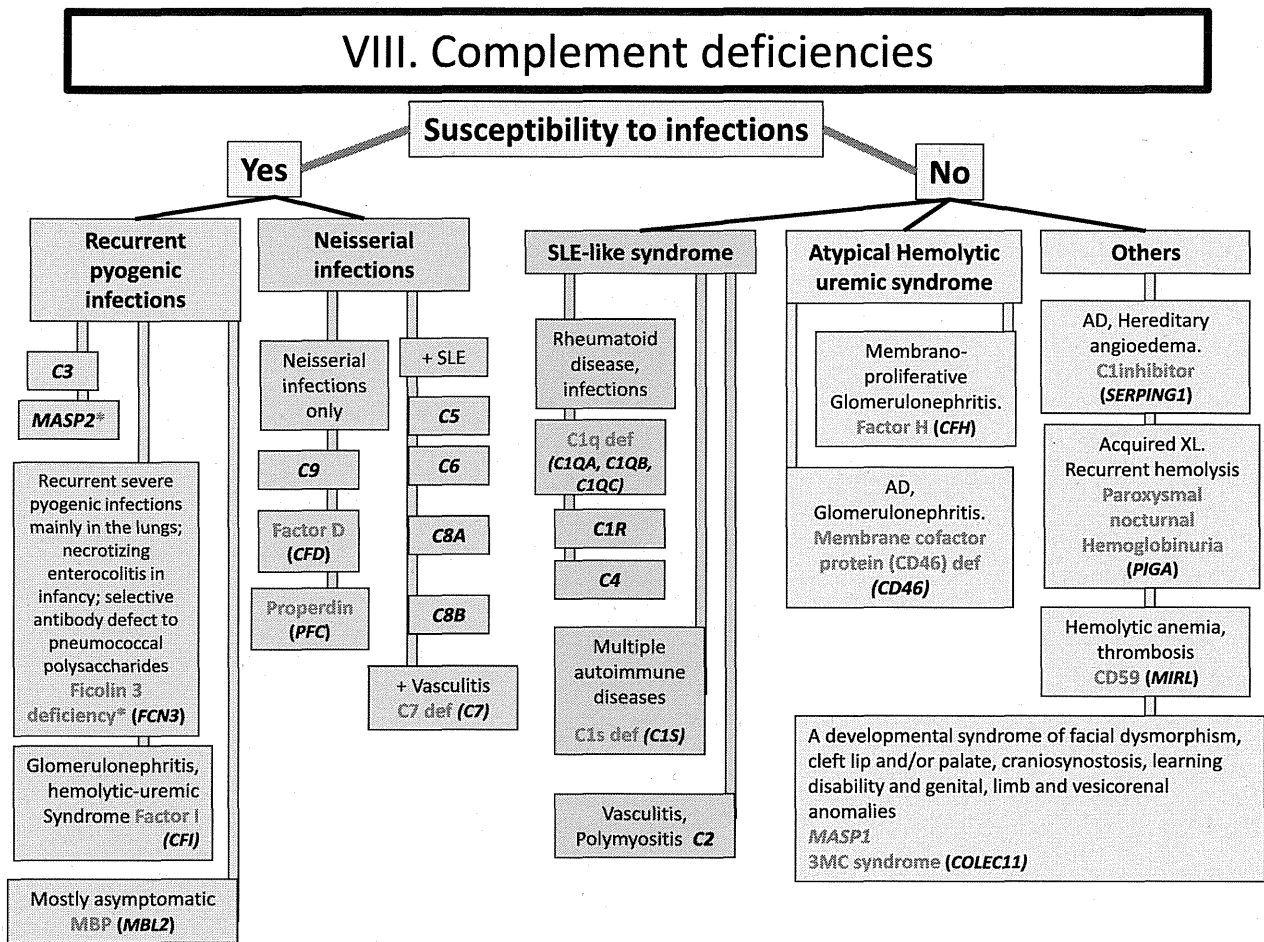 VIII. Complement deficiencies
Susceptibility to infections
Yes
No
Recurrent
pyogenic
infections
C3
MASP2*
Recurrent severe
pyogenic infections
mainly in the lungs;
necrotizing
enterocolitis in
infancy; selective
antibody defect to
pneumococcal
polysaccharides
Ficolin 3
deficiency* (FCN3)
Glomerulonephritis,
hemolytic-uremic
Syndrome Factor I
(CFI)
Mostly asymptomatic
MBP (MBL2)
Neisserial
infections
Neisserial
infections
only
C9
Factor D
(CFD)
Properdin
(PFC)
+ SLE
C5
C6
C8A
C8B
+ Vasculitis
C7 def (C7)
SLE-like syndrome
Rheumatoid
disease,
infections
C1q def
(C1QA, C1QB,
C1QC)
C1R
C4
Multiple
autoimmune
diseases
C1s def (C1S)
Vasculitis,
Polymyositis C2
Atypical Hemolytic
uremic syndrome
Membrano-
proliferative
Glomerulonephritis.
Factor H (CFH)
AD,
Glomerulonephritis.
Membrane cofactor
protein (CD46) def
(CD46)
Others
AD, Hereditary
angioedema.
C1inhibitor
(SERPING1)
Acquired XL.
Recurrent hemolysis
Paroxysmal
nocturnal
Hemoglobinuria
(PIGA)
Hemolytic anemia,
thrombosis
CD59 (MIRL)
A developmental syndrome of facial dysmorphism,
cleft lip and/or palate, craniosynostosis, learning
disability and genital, limb and vesicorenal
anomalies
MASP1
3MC syndrome (COLEC11)